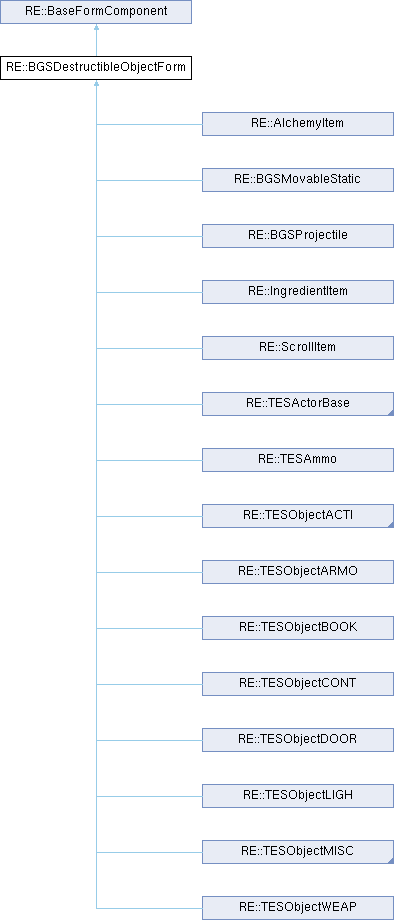 RE::BaseFormComponent
RE::BGSDestructibleObjectForm
RE::AlchemyItem
RE::BGSMovableStatic
RE::BGSProjectile
RE::IngredientItem
RE::ScrollItem
RE::TESActorBase
RE::TESAmmo
RE::TESObjectACTI
RE::TESObjectARMO
RE::TESObjectBOOK
RE::TESObjectCONT
RE::TESObjectDOOR
RE::TESObjectLIGH
RE::TESObjectMISC
RE::TESObjectWEAP